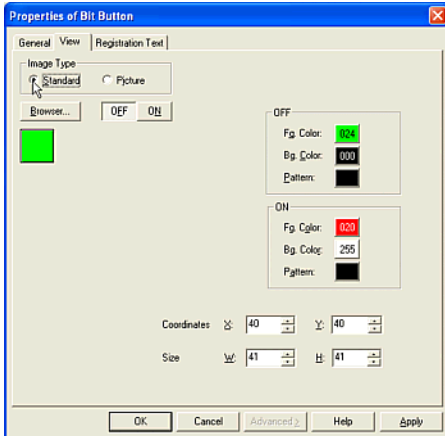 Properties of Bit Button
General View Registration Text
Image Type
Standard Picture
Browser... OFF ON
OFF
Fg. Color: 024
Bg. Color: 000
Pattern:
ON
Fg. Color: 020
Bg. Color: 255
Pattern:
Coordinates X: 40 Y: 40
Size W: 41 H: 41
OK Cancel Advanced > Help Apply